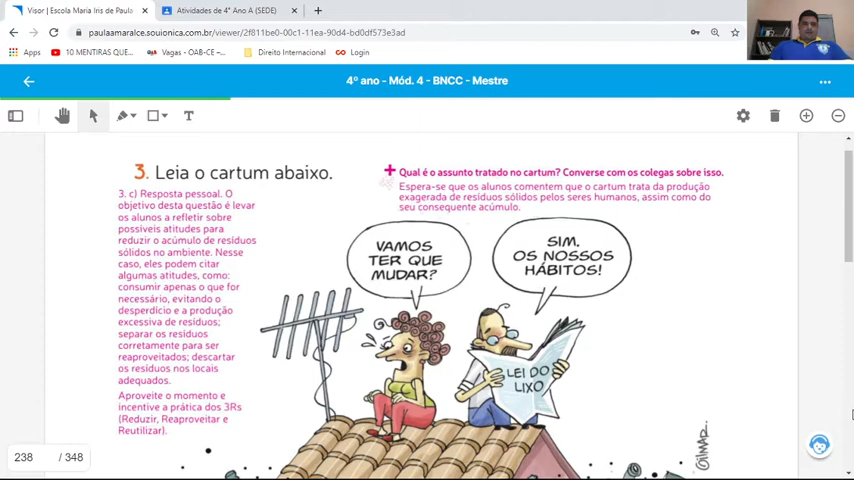 Visor | Escola Maria Iris de Paula
Atividades de 4° Ano A (SEDE)
paulaamaralce.souionica.com.br/viewer/2f811be0-00c1-11ea-90d4-bd0df573e3ad
Apps
10 MENTIRAS QUE...
Vagas - OAB-CE –...
Direito Internacional
Login
4º ano - Mód. 4 - BNCC - Mestre
T
3. Leia o cartum abaixo.
+ Qual é o assunto tratado no cartum? Converse com os colegas sobre isso.
Espera-se que os alunos comentem que o cartum trata da produção
exagerada de resíduos sólidos pelos seres humanos, assim como do
seu consequente acúmulo.
3. c) Resposta pessoal. O
objetivo desta questão é levar
os alunos a refletir sobre
possíveis atitudes para
reduzir o acúmulo de resíduos
sólidos no ambiente. Nesse
caso, eles podem citar
algumas atitudes, como:
consumir apenas o que for
necessário, evitando o
desperdício e a produção
excessiva de resíduos;
separar os resíduos
corretamente para ser
reaproveitados; descartar
os resíduos nos locais
adequados.
Aproveite o momento e
incentive a prática dos 3Rs
(Reduzir, Reaproveitar e
Reutilizar).
VAMOS
TER QUE
MUDAR?
SIM.
OS NOSSOS
HÁBITOS!
LEI DO
LIXO
GILMAR.
238 / 348